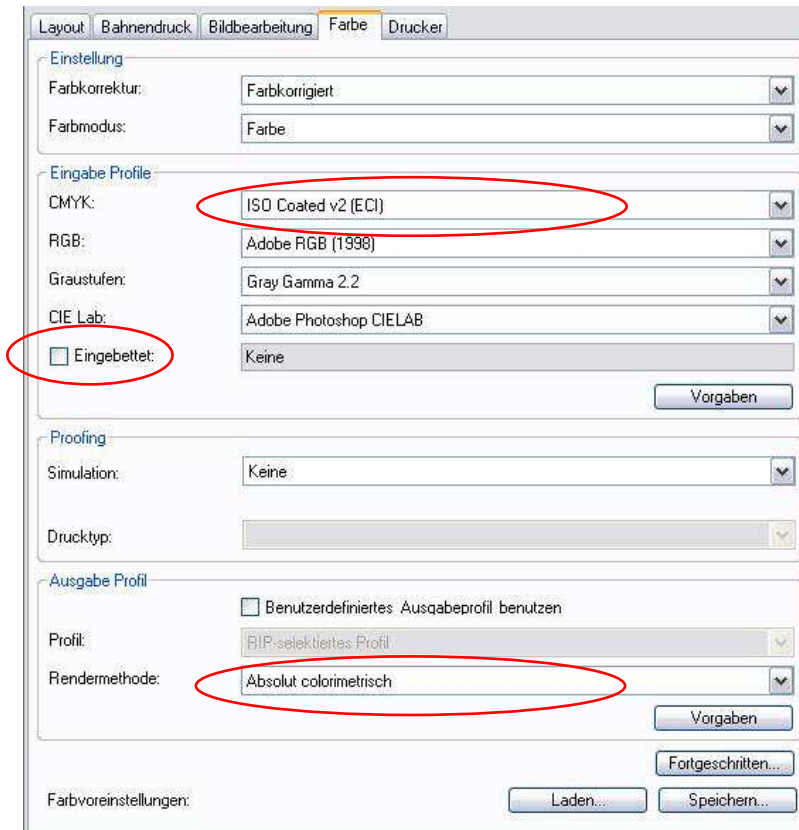 Layout Bahnendruck Bildbearbeitung Farbe Drucker
Einstellung
Farbkorrektur: Farbkorrigiert
Farbmodus: Farbe
Eingabe Profile
CMYK: ISO Coated v2 (ECI)
RGB: Adobe RGB (1998)
Graustufen: Gray Gamma 2.2
CIE Lab: Adobe Photoshop CIELAB
Eingebettet: Keine
Vorgaben
Proofing
Simulation: Keine
Drucktyp:
Ausgabe Profil
Benutzerdefiniertes Ausgabeprofil benutzen
Profil: RIP-selektiertes Profil
Rendermethode: Absolut colorimetrisch
Vorgaben
Fortgeschritten...
Farbvoreinstellungen: Laden... Speichern...